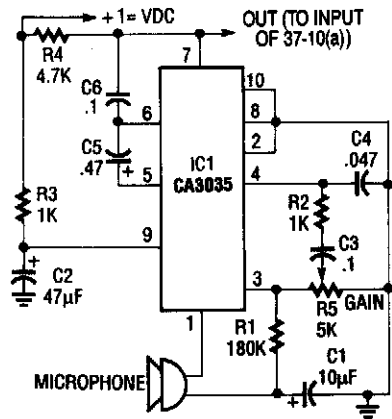 + 1= VDC
OUT (TO INPUT
OF 37-10(a))
R4
4.7K
7
10
C6
.1
6
8
2
C4
.047
C5
.47
5
IC1
CA3035
4
R2
1K
R3
1K
C3
.1
9
3
GAIN
C2
47µF
+
R5
5K
1
R1
180K
MICROPHONE
+
C1
10µF